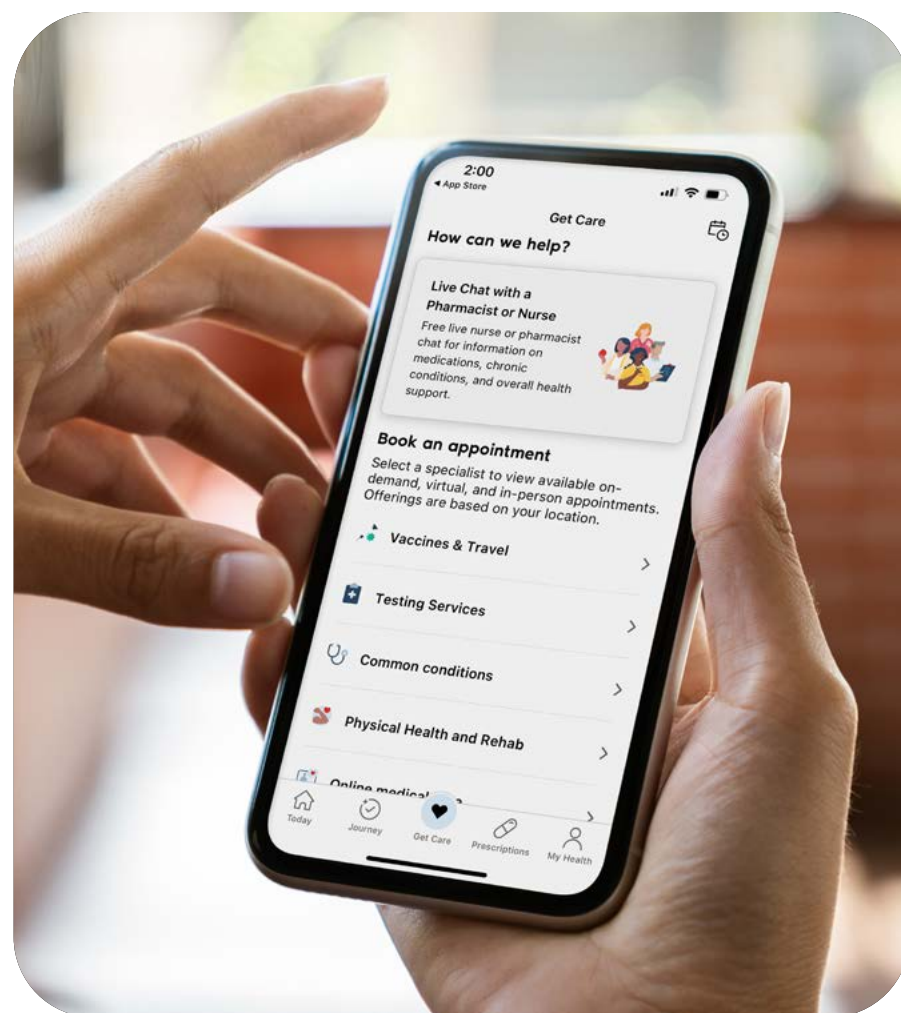 2:00
◀ App Store
Get Care
How can we help?
Live Chat with a
Pharmacist or Nurse
Free live nurse or pharmacist
chat for information on
medications, chronic
conditions, and overall health
support.
Book an appointment
Select a specialist to view available on-
demand, virtual, and in-person appointments.
Offerings are based on your location.
Vaccines & Travel
Testing Services
Common conditions
Physical Health and Rehab
Online medical
Today
Journey
Get Care
Prescriptions
My Health